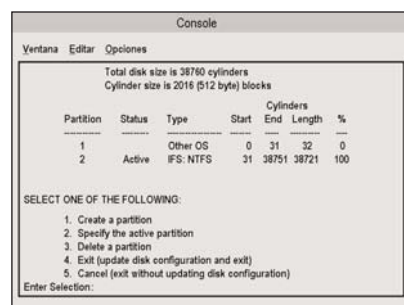 Console
Ventana Editar Opciones
Total disk size is 38760 cylinders
Cylinder size is 2016 (512 byte) blocks
Cylinders
Partition Status Type Start End Length %
1 Other OS 0 31 32 0
2 Active IFS: NTFS 31 38751 38721 100
SELECT ONE OF THE FOLLOWING:
1. Create a partition
2. Specify the active partition
3. Delete a partition
4. Exit (update disk configuration and exit)
5. Cancel (exit without updating disk configuration)
Enter Selection: